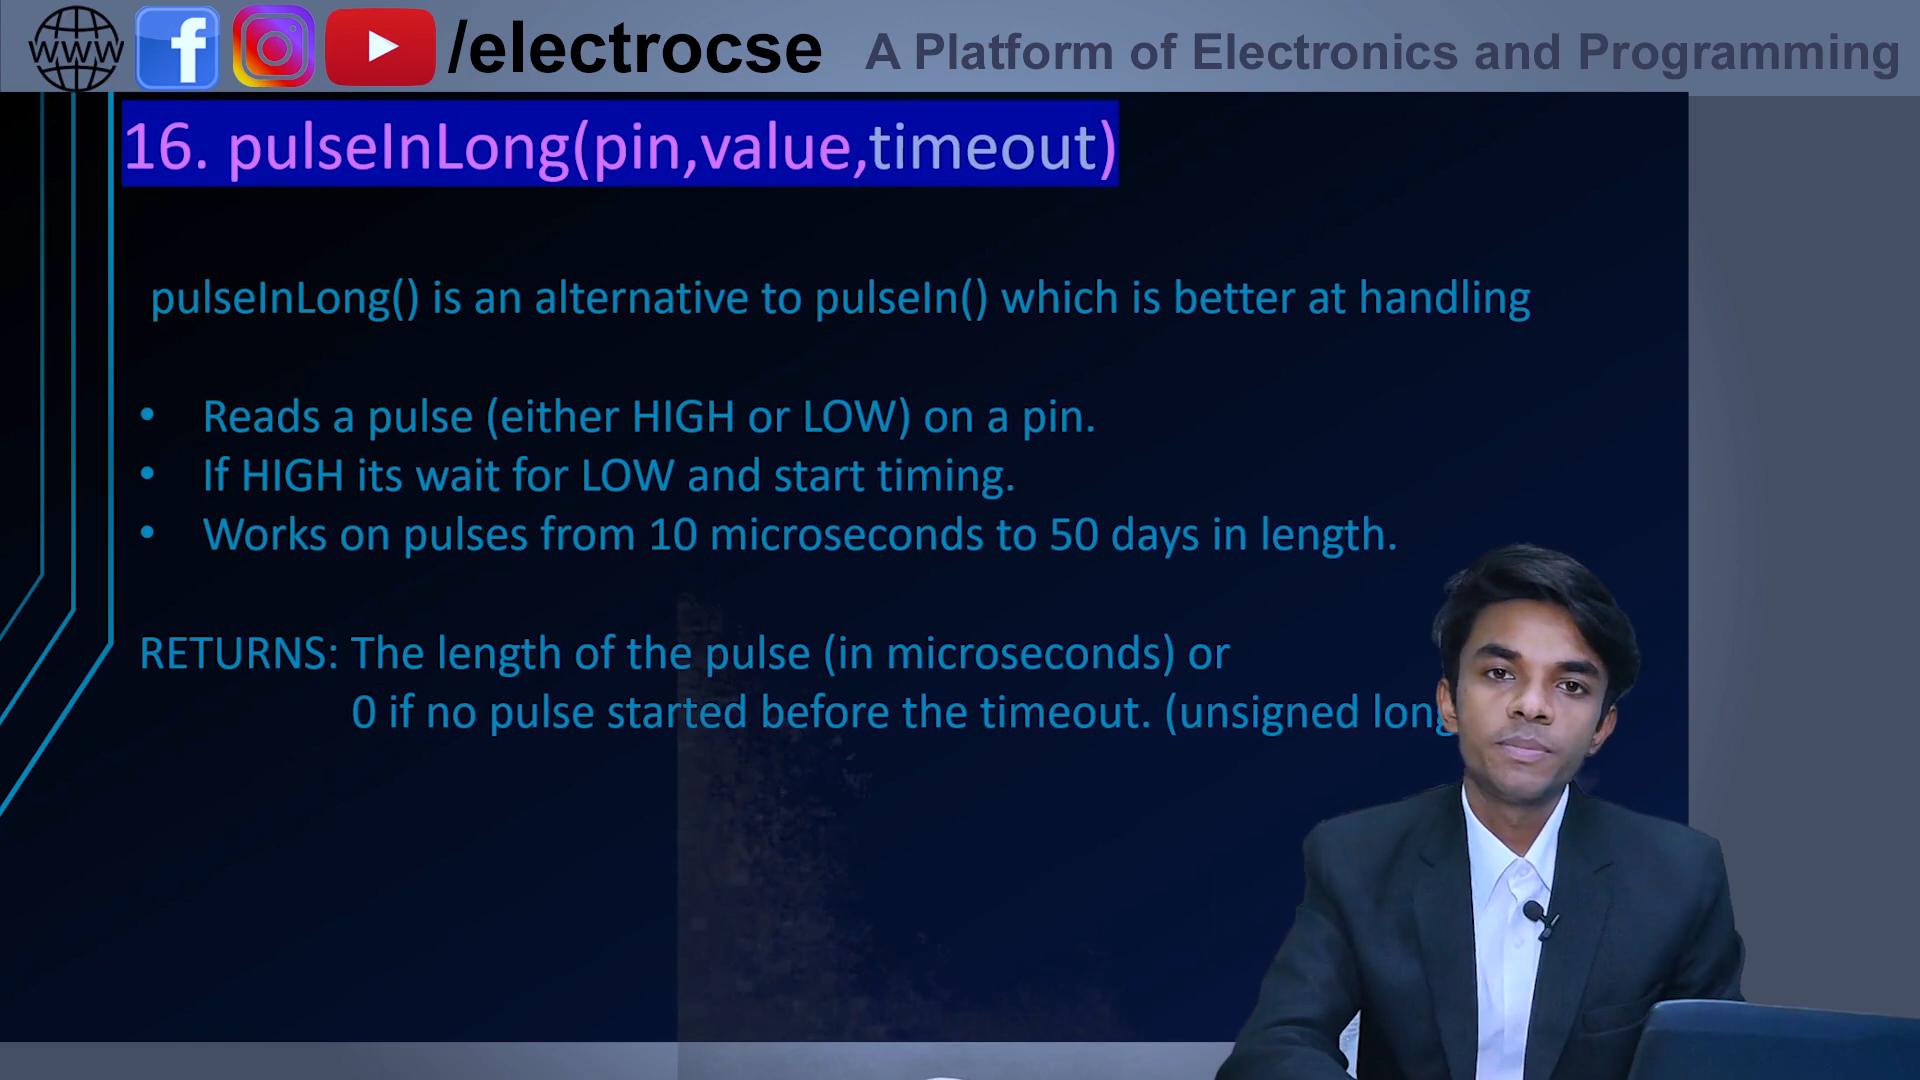 WWW /electrocse A Platform of Electronics and Programming
16. pulseInLong(pin,value,timeout)
pulseInLong() is an alternative to pulseIn() which is better at handling
• Reads a pulse (either HIGH or LOW) on a pin.
• If HIGH its wait for LOW and start timing.
• Works on pulses from 10 microseconds to 50 days in length.
RETURNS: The length of the pulse (in microseconds) or
0 if no pulse started before the timeout. (unsigned long